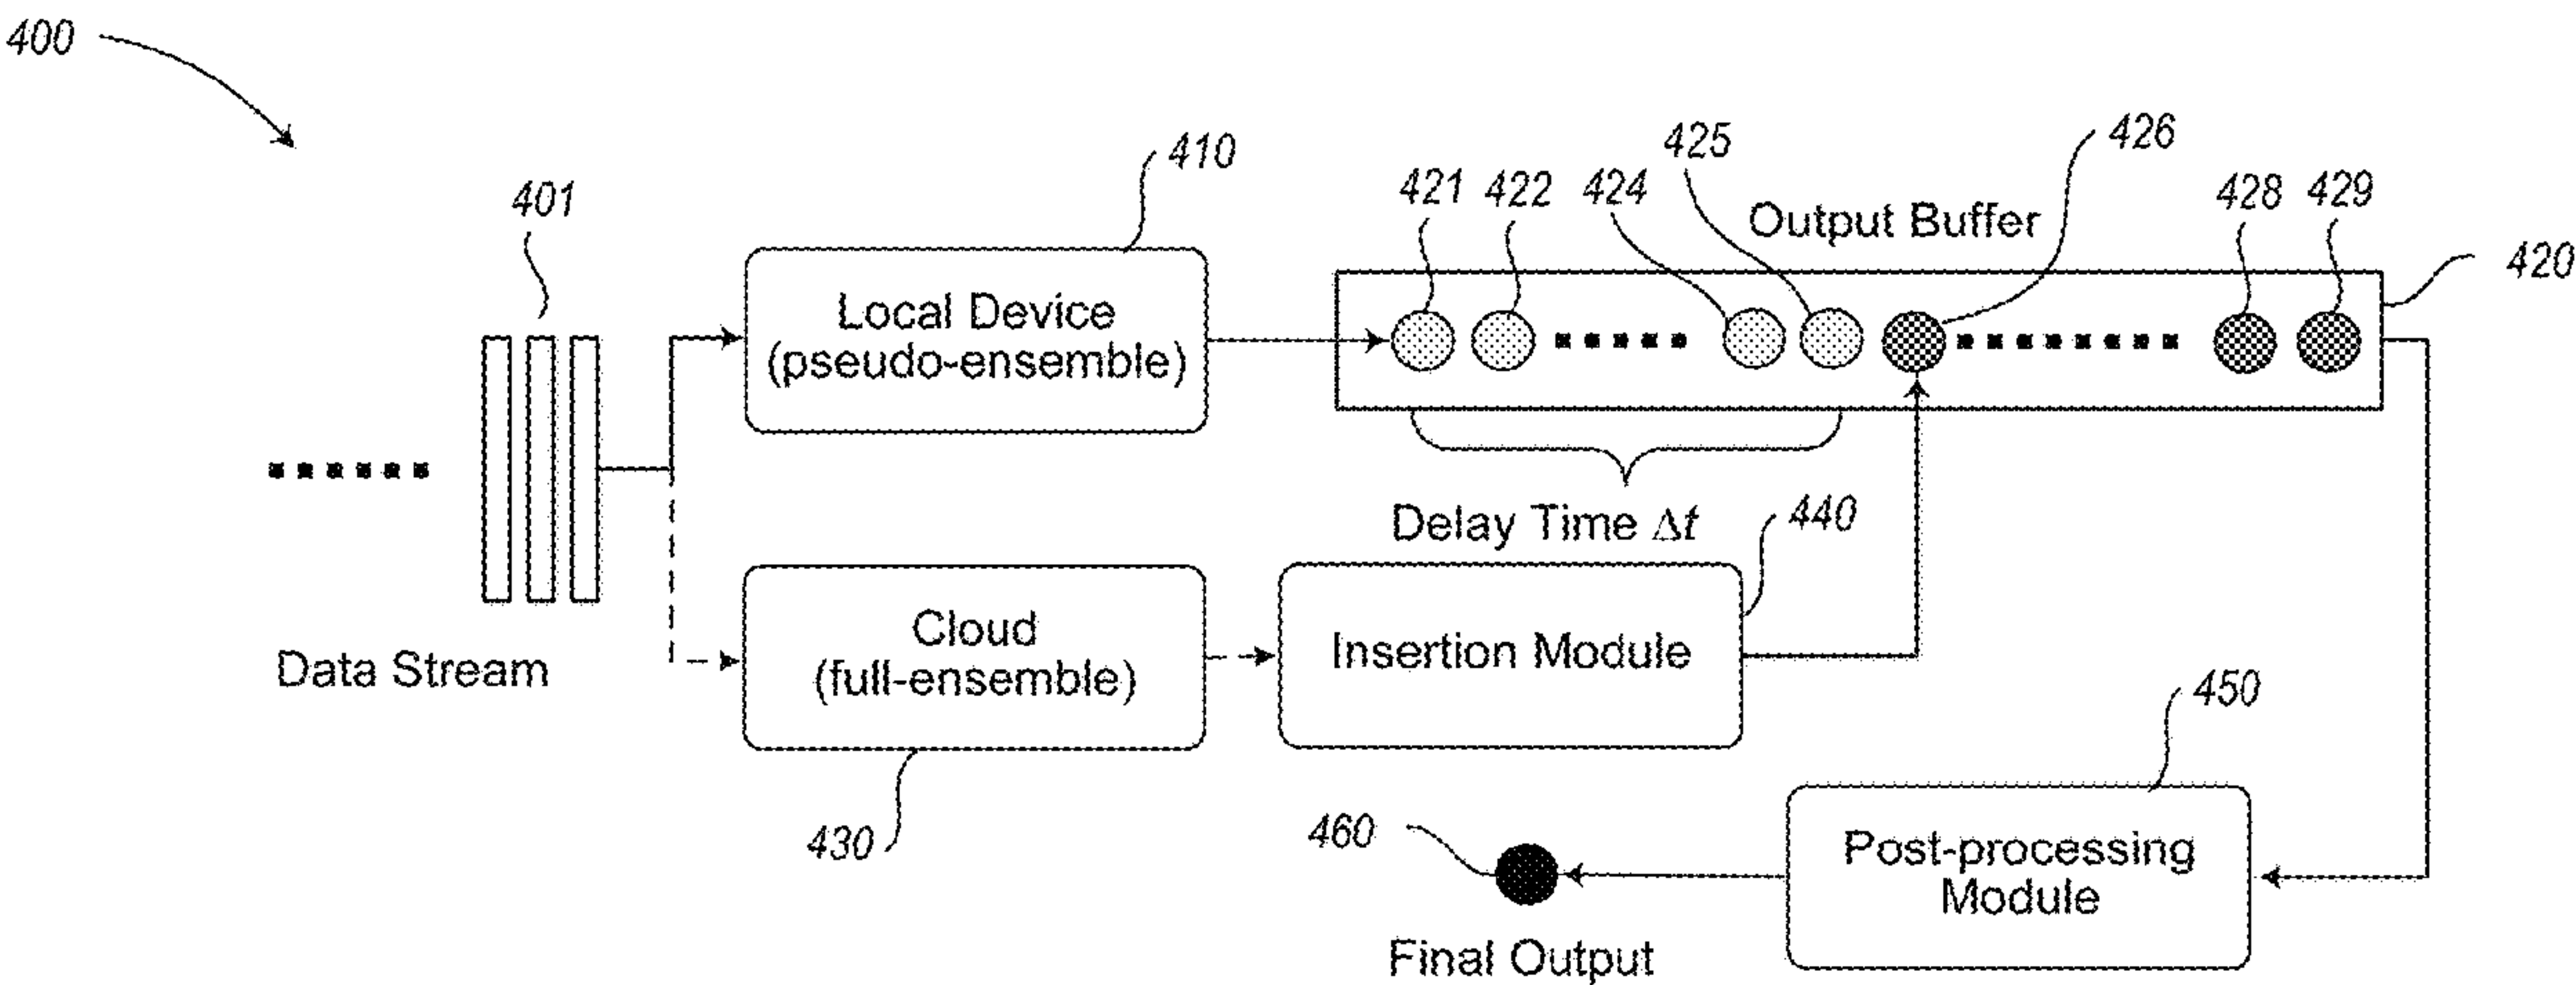 400
401
410
421
422
424
425
426
428
429
Output Buffer
420
Local Device
(pseudo-ensemble)
Delay Time Δt
440
Data Stream
Cloud
(full-ensemble)
430
Insertion Module
450
Post-processing
Module
460
Final Output